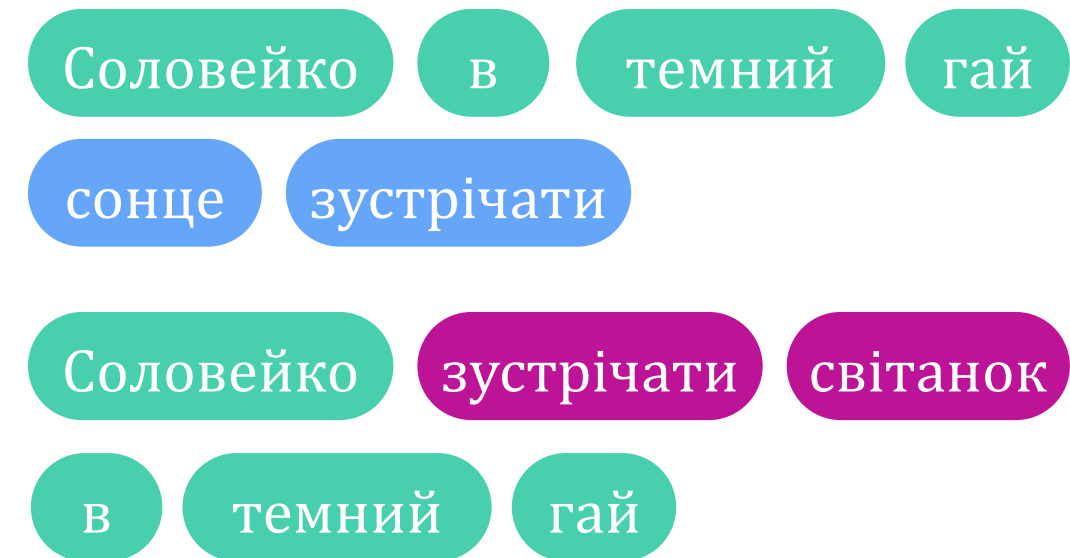 Соловейко в темний гай
сонце зустрічати
Соловейко зустрічати світанок
в темний гай